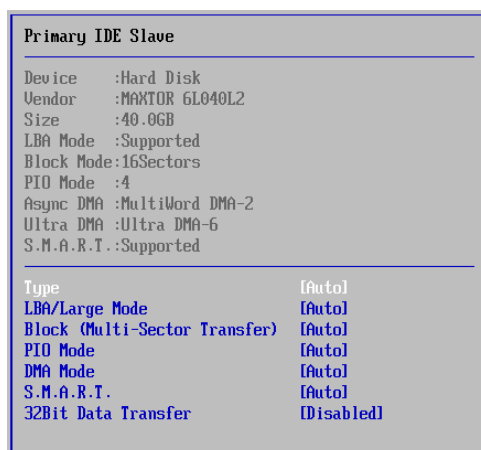 Primary IDE Slave
Device :Hard Disk
Vendor :MAXTOR 6L040L2
Size :40.0GB
LBA Mode :Supported
Block Mode:16Sectors
PIO Mode :4
Async DMA :MultiWord DMA-2
Ultra DMA :Ultra DMA-6
S.M.A.R.T.:Supported
Type [Auto]
LBA/Large Mode [Auto]
Block (Multi-Sector Transfer) [Auto]
PIO Mode [Auto]
DMA Mode [Auto]
S.M.A.R.T. [Auto]
32Bit Data Transfer [Disabled]